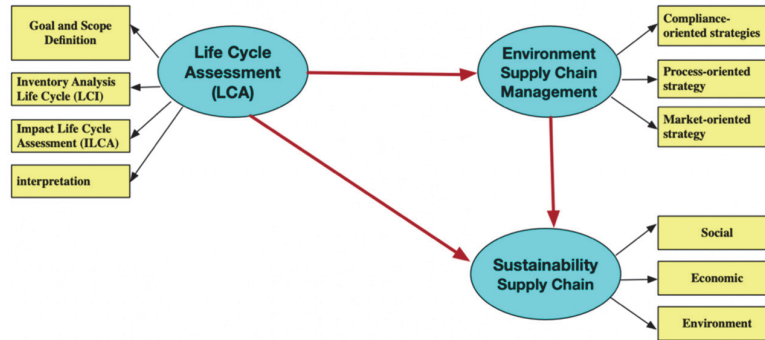 Goal and Scope
Definition
Inventory Analysis
Life Cycle (LCI)
Impact Life Cycle
Assessment (ILCA)
interpretation
Life Cycle
Assessment
(LCA)
Environment
Supply Chain
Management
Compliance-
oriented strategies
Process-oriented
strategy
Market-oriented
strategy
Sustainability
Supply Chain
Social
Economic
Environment